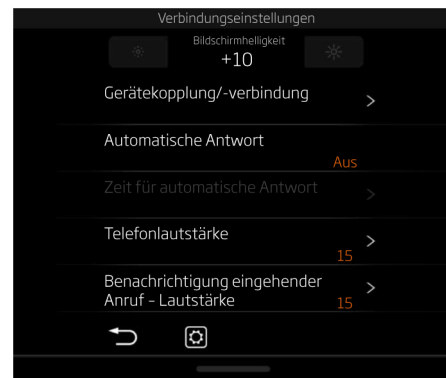 Verbindungseinstellungen
Bildschirmhelligkeit
+10
Gerätekopplung/-verbindung
Automatische Antwort
Aus
Zeit für automatische Antwort
Telefonlautstärke
15
Benachrichtigung eingehender
Anruf – Lautstärke
15